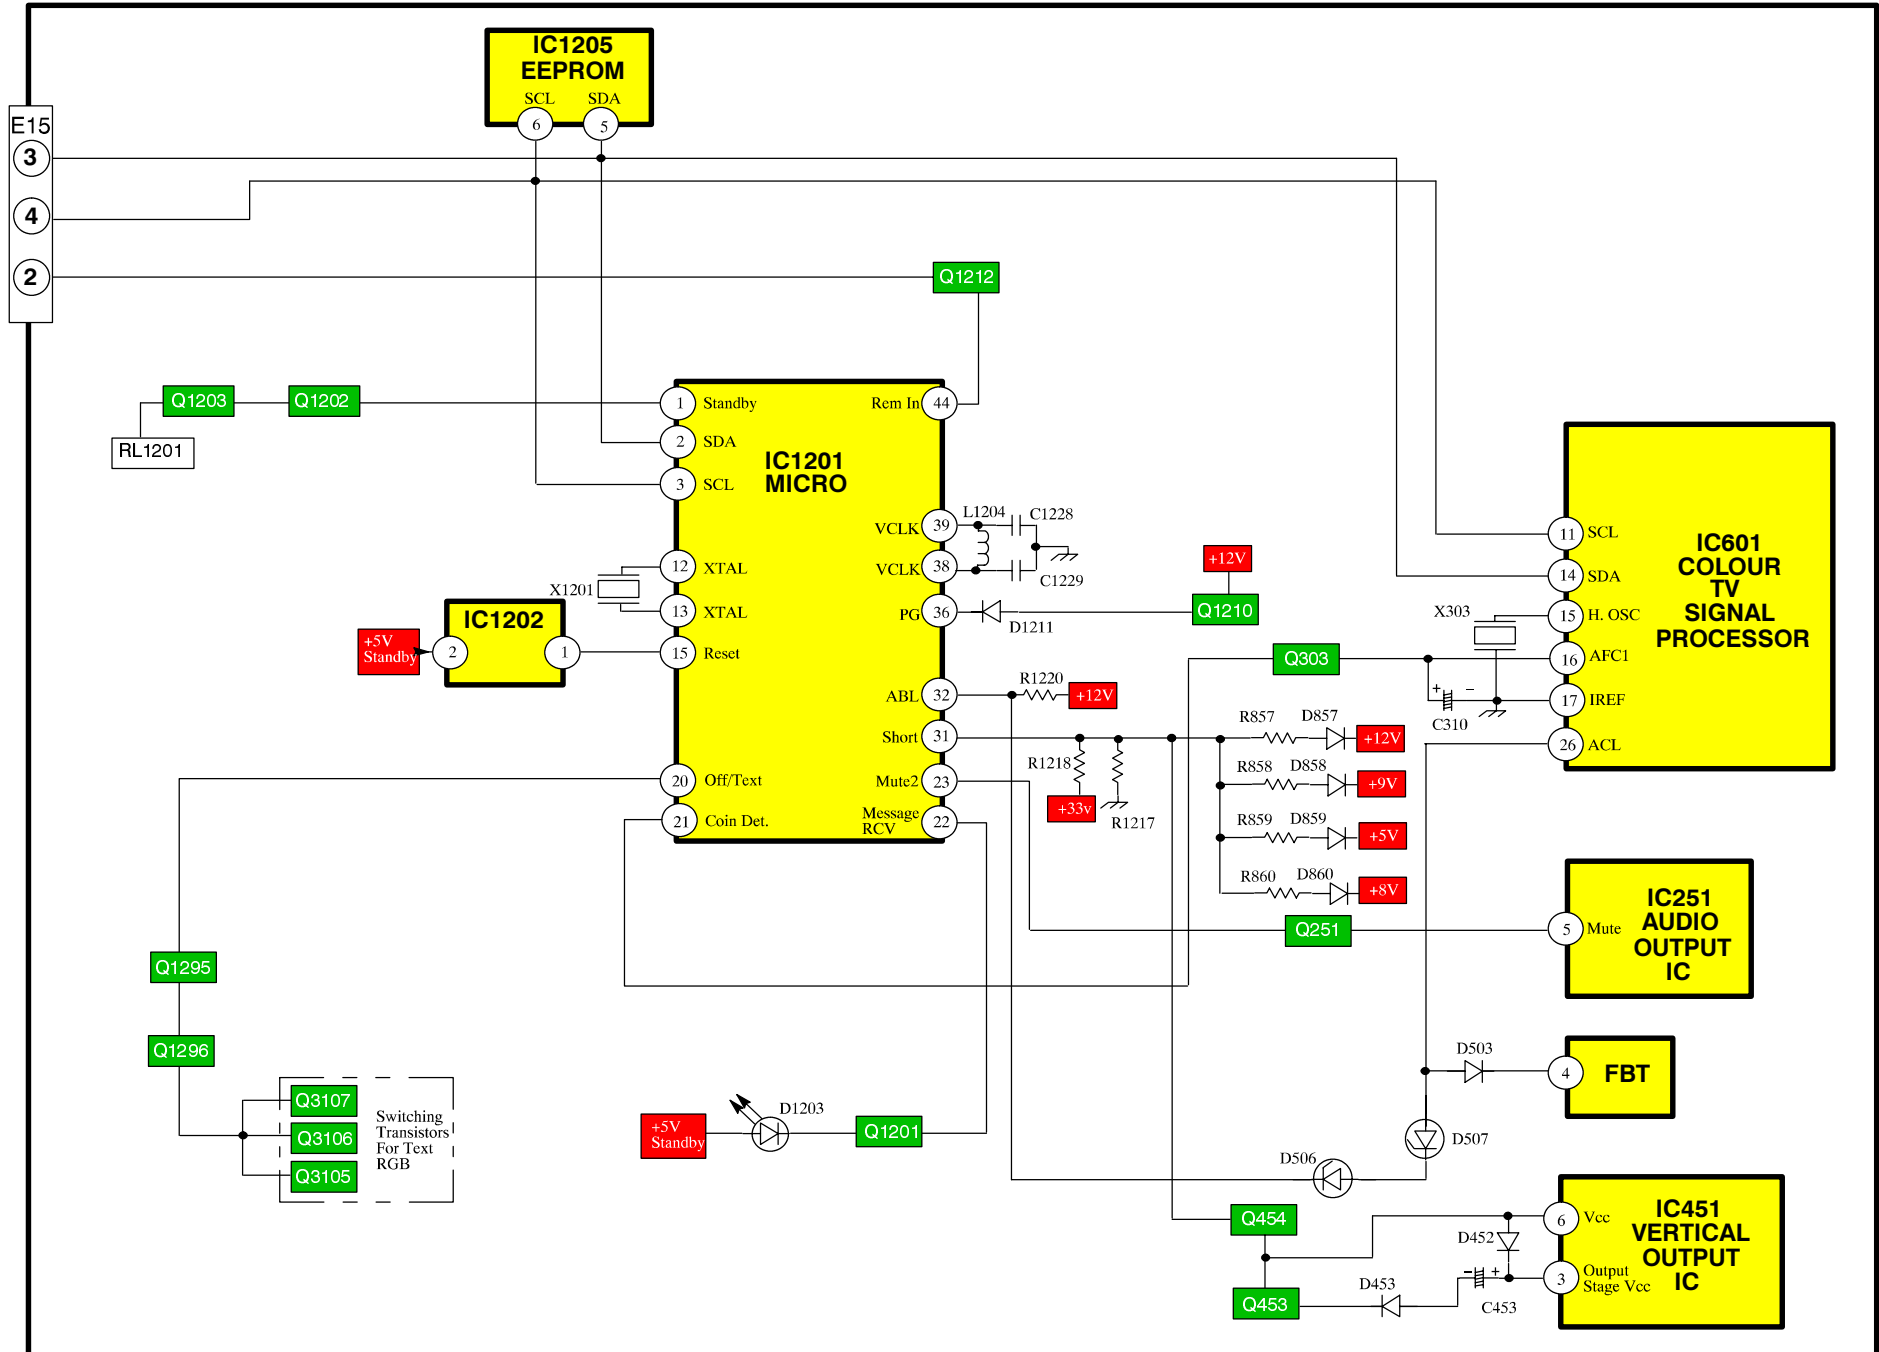 IC1205
EEPROM
SCL SDA
6 5
E15
3
4
2
Q1212
Q1203 Q1202
RL1201
1 Standby
Rem In 44
2 SDA
3 SCL
IC1201
MICRO
VCLK 39
L1204 C1228
VCLK 38
C1229
12 XTAL
X1201
13 XTAL
PG 36
D1211
+12V
Q1210
IC1202
+5V
Standby
2 1
15 Reset
ABL 32
R1220
+12V
Short 31
R1218
+33v
R1217
R857 D857
+12V
R858 D858
+9V
R859 D859
+5V
R860 D860
+8V
20 Off/Text
Mute2 23
21 Coin Det.
Message
RCV 22
Q303
X303
C310
+ –
11 SCL
14 SDA
15 H. OSC
16 AFC1
17 IREF
26 ACL
IC601
COLOUR
TV
SIGNAL
PROCESSOR
Q251
5 Mute
IC251
AUDIO
OUTPUT
IC
Q1295
Q1296
Q3107
Q3106
Q3105
Switching
Transistors
For Text
RGB
+5V
Standby
D1203
Q1201
D503
4 FBT
D507
D506
Q454
Q453
D453
D452
– +
C453
6 Vcc
3 Output
Stage Vcc
IC451
VERTICAL
OUTPUT
IC